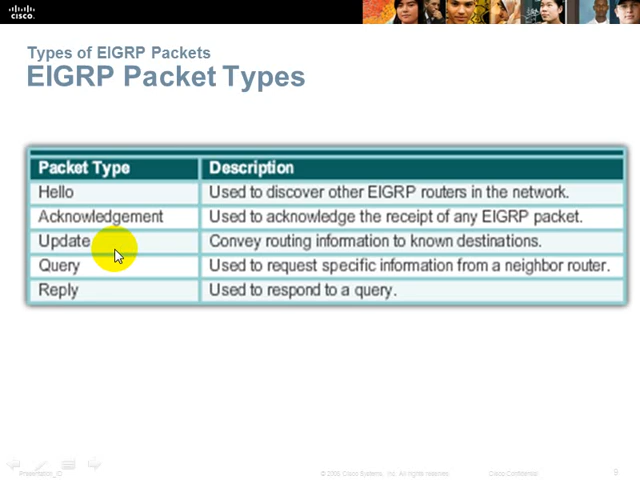 CISCO
Types of EIGRP Packets
EIGRP Packet Types
Packet Type Description
Hello Used to discover other EIGRP routers in the network.
Acknowledgement Used to acknowledge the receipt of any EIGRP packet.
Update Convey routing information to known destinations.
Query Used to request specific information from a neighbor router.
Reply Used to respond to a query.
Presentation_ID © 2008 Cisco Systems, Inc. All rights reserved. Cisco Confidential 9